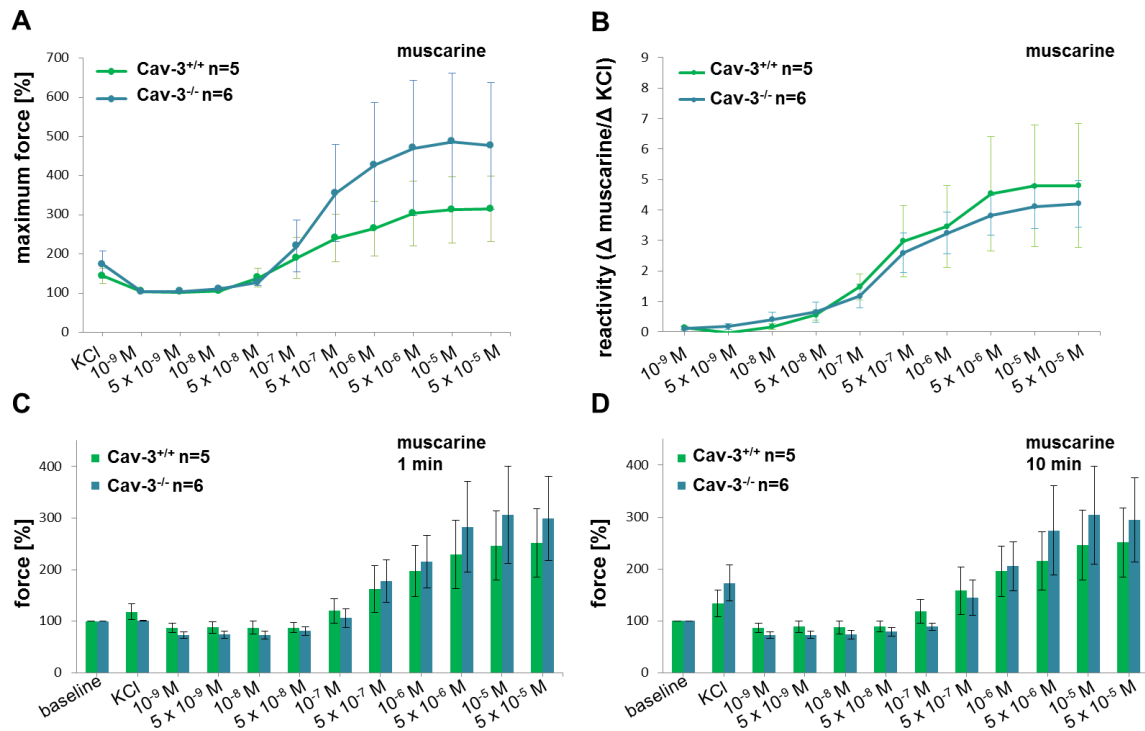 A
muscarine
maximum force [%]
700
600
500
400
300
200
100
0
Cav-3+/+ n=5
Cav-3-/- n=6
KCl
10-9 M
5 x 10-9 M
10-8 M
5 x 10-8 M
10-7 M
5 x 10-7 M
10-6 M
5 x 10-6 M
10-5 M
5 x 10-5 M
B
muscarine
reactivity (Δ muscarine/Δ KCl)
9
8
7
6
5
4
3
2
1
0
Cav-3+/+ n=5
Cav-3-/- n=6
10-9 M
5 x 10-9 M
10-8 M
5 x 10-8 M
10-7 M
5 x 10-7 M
10-6 M
5 x 10-6 M
10-5 M
5 x 10-5 M
C
muscarine
1 min
force [%]
400
300
200
100
0
Cav-3+/+ n=5
Cav-3-/- n=6
baseline
KCl
10-9 M
5 x 10-9 M
10-8 M
5 x 10-8 M
10-7 M
5 x 10-7 M
10-6 M
5 x 10-6 M
10-5 M
5 x 10-5 M
D
muscarine
10 min
force [%]
400
300
200
100
0
Cav-3+/+ n=5
Cav-3-/- n=6
baseline
KCl
10-9 M
5 x 10-9 M
10-8 M
5 x 10-8 M
10-7 M
5 x 10-7 M
10-6 M
5 x 10-6 M
10-5 M
5 x 10-5 M